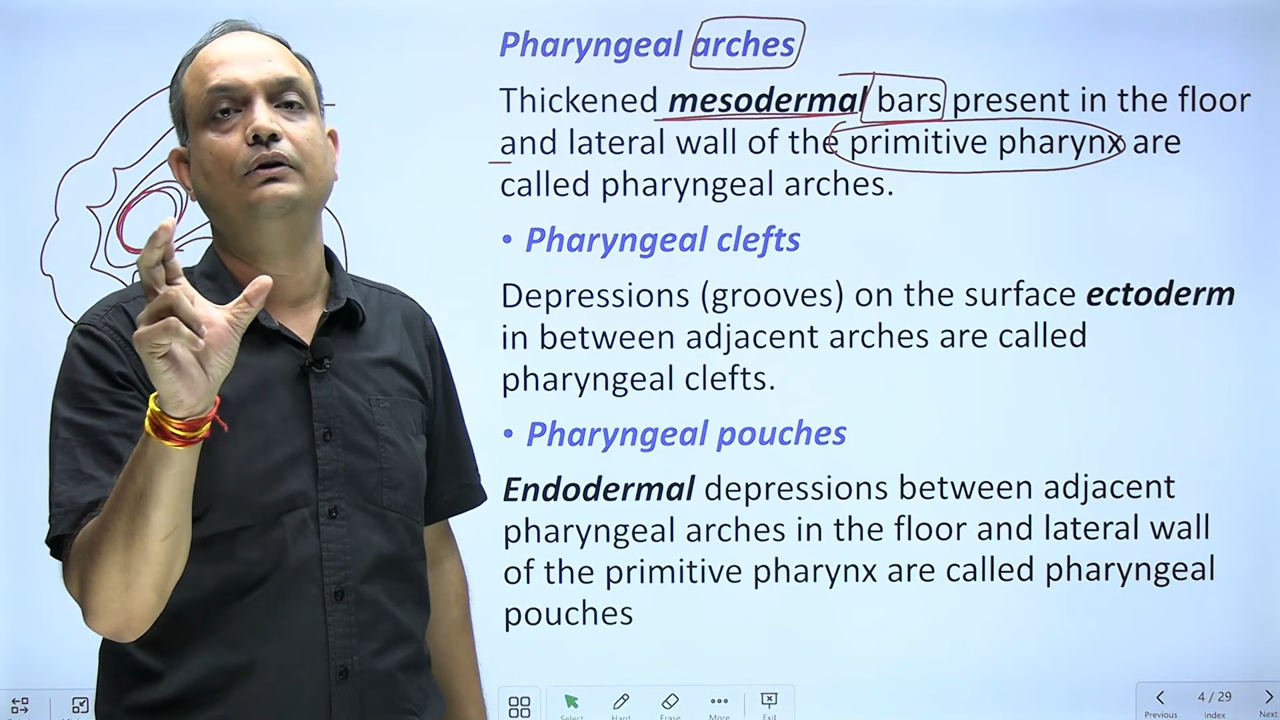 Pharyngeal arches
Thickened mesodermal bars present in the floor
and lateral wall of the primitive pharynx are
called pharyngeal arches.
• Pharyngeal clefts
Depressions (grooves) on the surface ectoderm
in between adjacent arches are called
pharyngeal clefts.
• Pharyngeal pouches
Endodermal depressions between adjacent
pharyngeal arches in the floor and lateral wall
of the primitive pharynx are called pharyngeal
pouches
4 / 29
Select Hard Erase More Exit
Previous Index Next